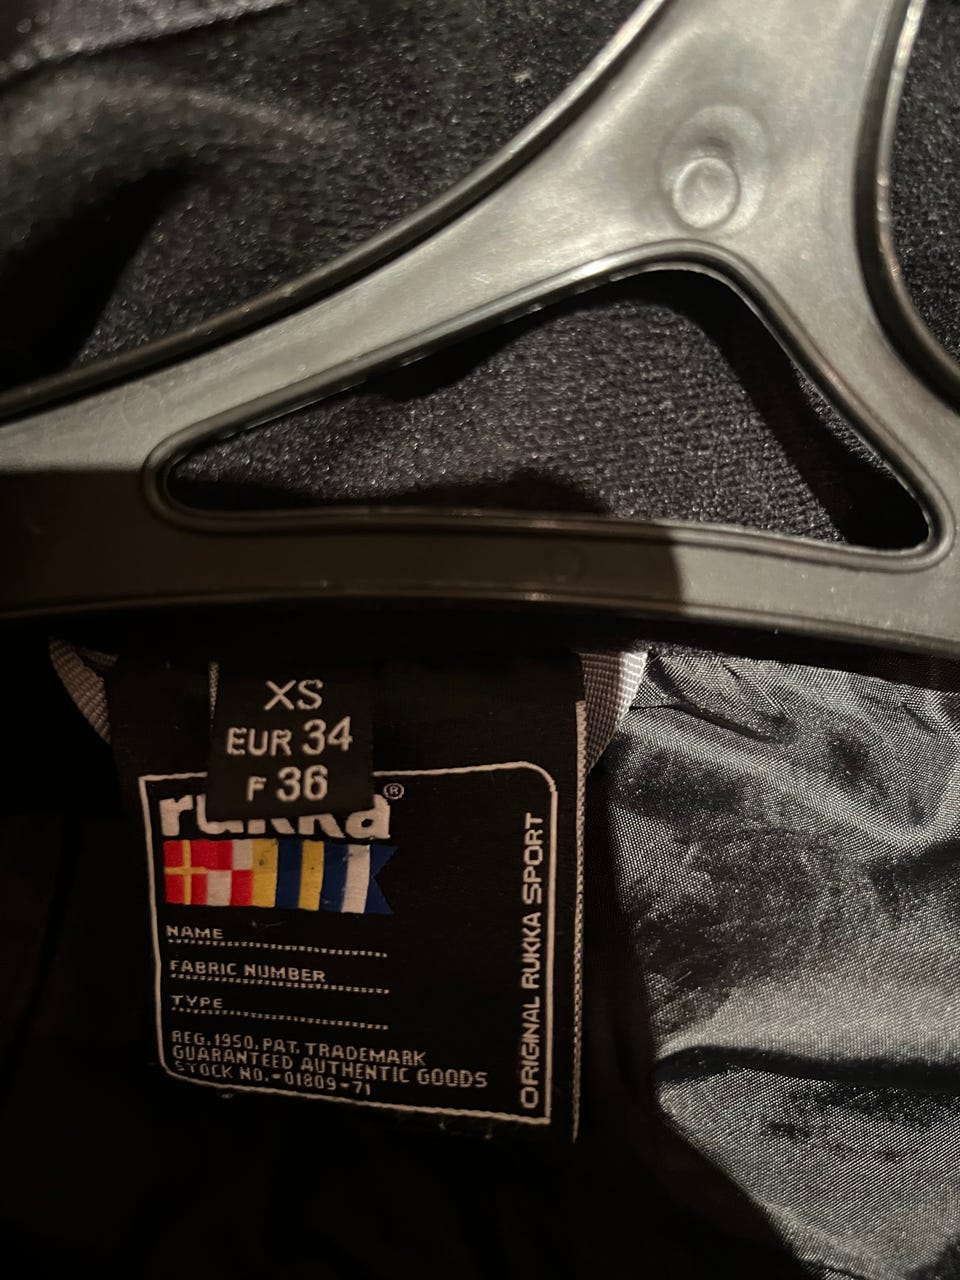 XS
EUR 34
F 36
rukka®
NAME
FABRIC NUMBER
TYPE
REG. 1950. PAT. TRADEMARK
GUARANTEED AUTHENTIC GOODS
STOCK NO.-01809-71
ORIGINAL RUKKA SPORT